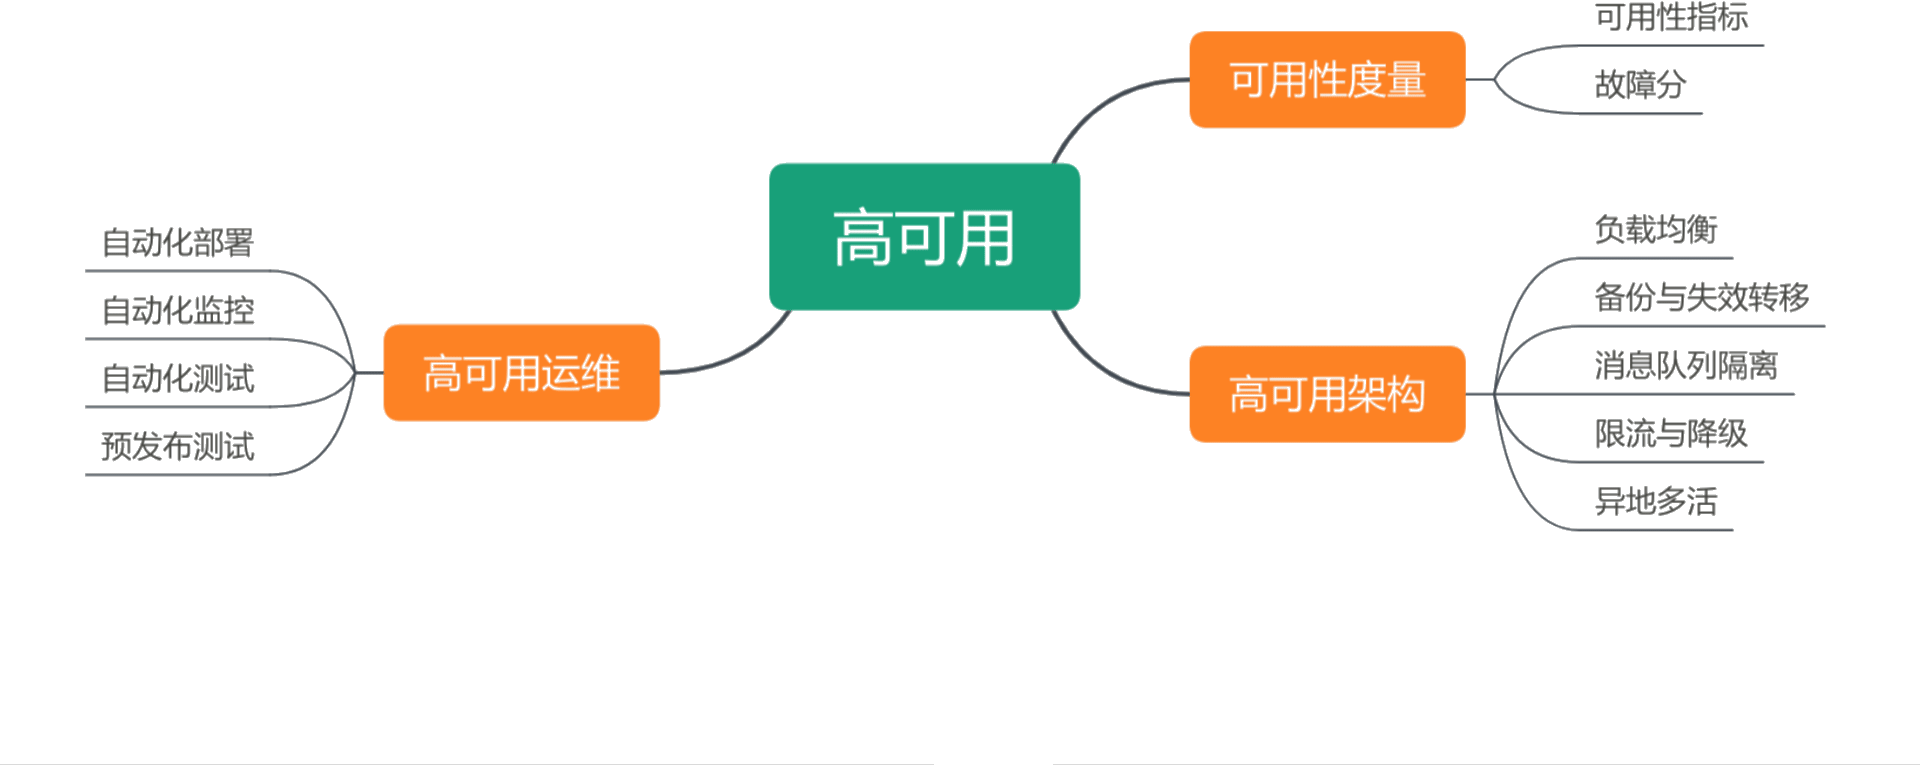 高可用
可用性度量
可用性指标
故障分
高可用架构
负载均衡
备份与失效转移
消息队列隔离
限流与降级
异地多活
高可用运维
自动化部署
自动化监控
自动化测试
预发布测试